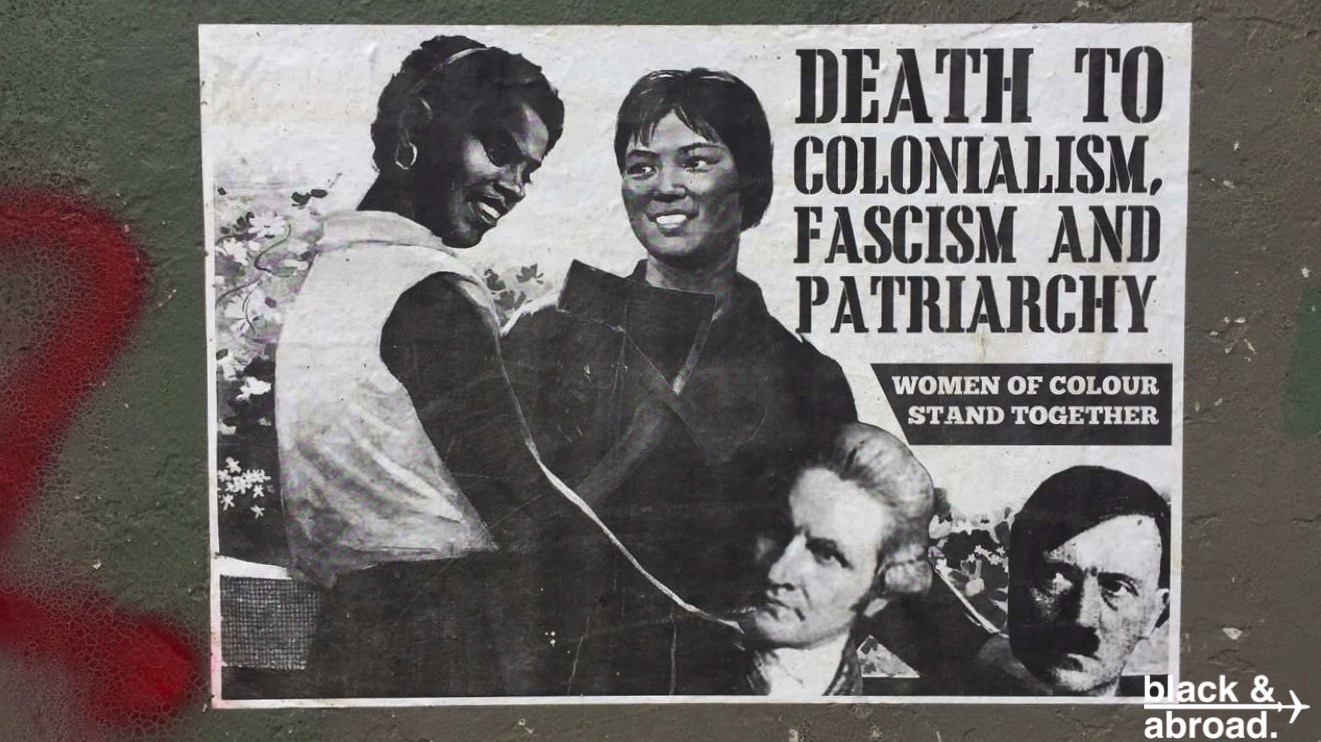 DEATH TO
COLONIALISM,
FASCISM AND
PATRIARCHY
WOMEN OF COLOUR
STAND TOGETHER
black &
abroad.